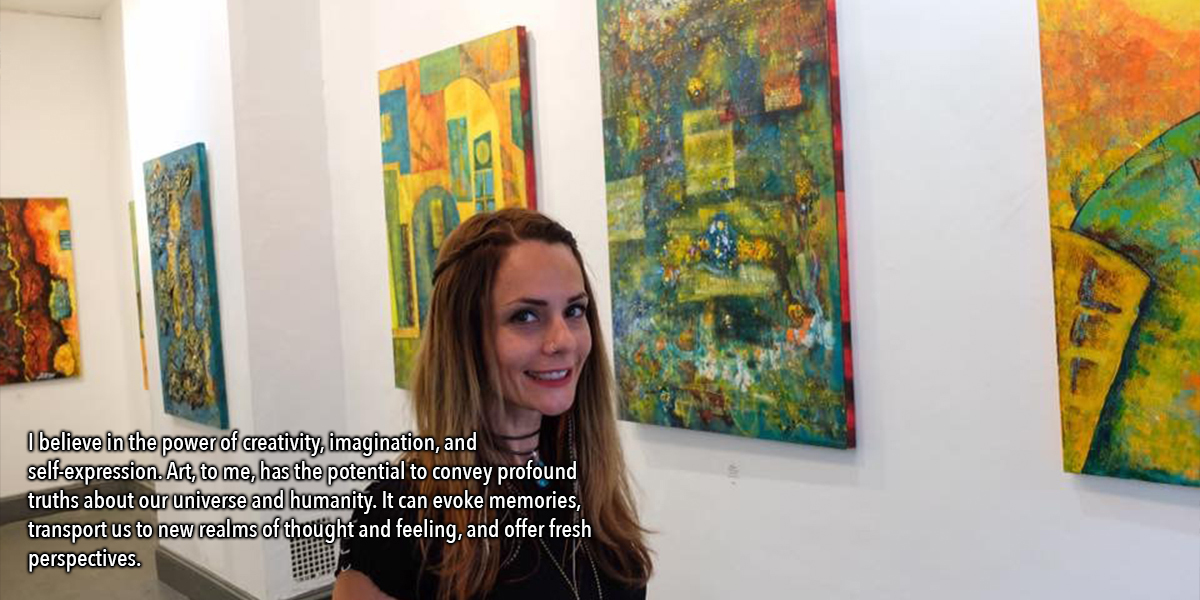 I believe in the power of creativity, imagination, and
self-expression. Art, to me, has the potential to convey profound
truths about our universe and humanity. It can evoke memories,
transport us to new realms of thought and feeling, and offer fresh
perspectives.